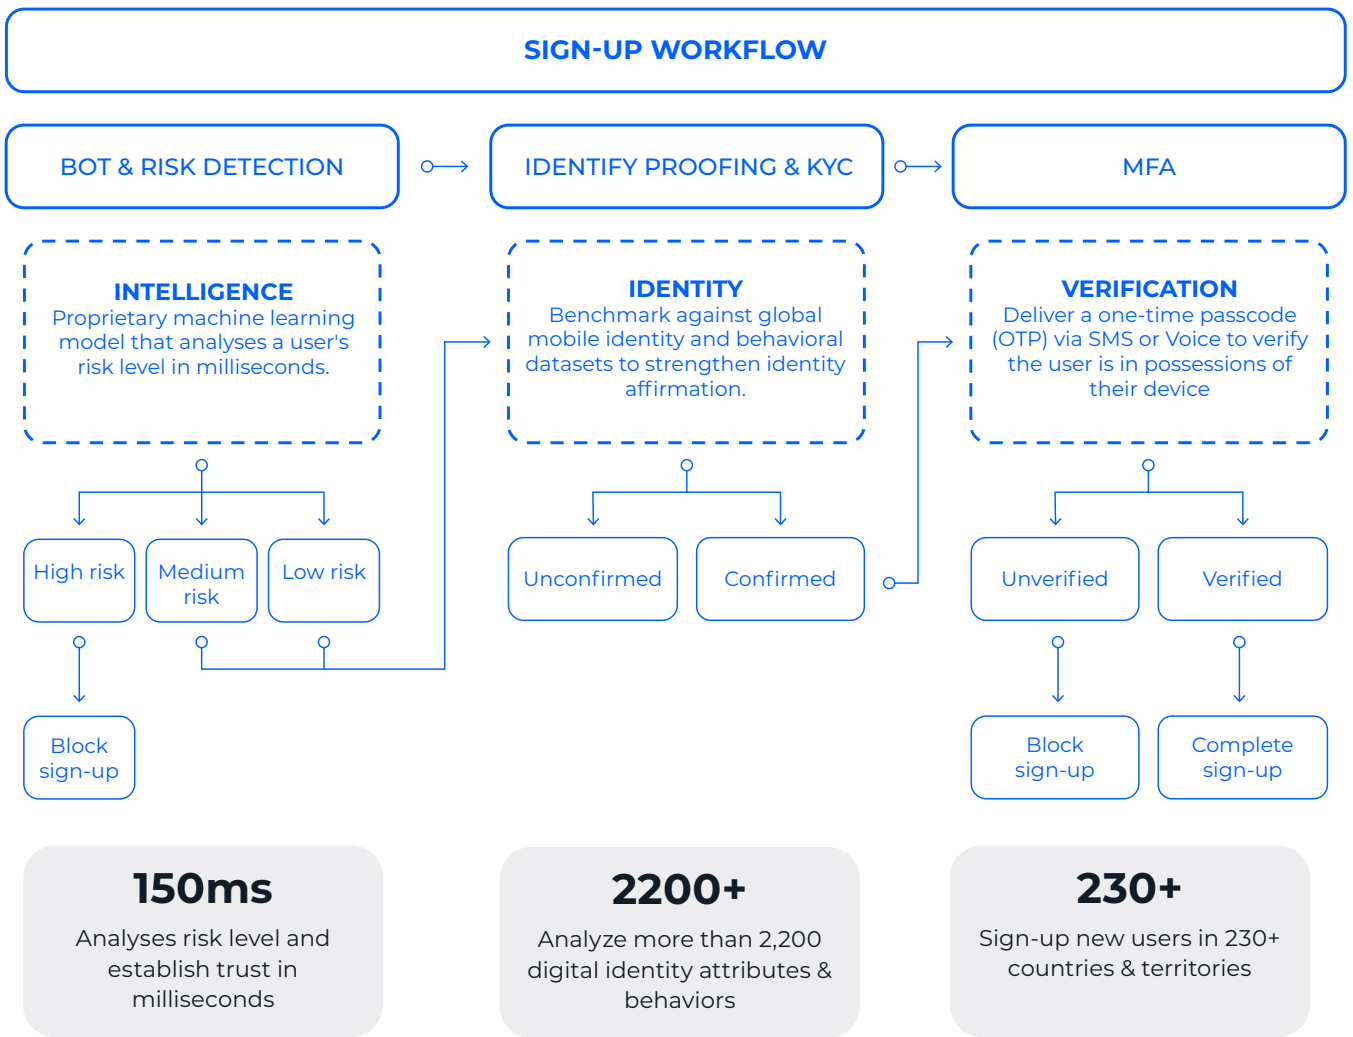 SIGN-UP WORKFLOW
BOT & RISK DETECTION
IDENTIFY PROOFING & KYC
MFA
INTELLIGENCE
Proprietary machine learning
model that analyses a user's
risk level in milliseconds.
IDENTITY
Benchmark against global
mobile identity and behavioral
datasets to strengthen identity
affirmation.
VERIFICATION
Deliver a one-time passcode
(OTP) via SMS or Voice to verify
the user is in possessions of
their device
High risk
Medium
risk
Low risk
Unconfirmed
Confirmed
Unverified
Verified
Block
sign-up
Block
sign-up
Complete
sign-up
150ms
Analyses risk level and
establish trust in
milliseconds
2200+
Analyze more than 2,200
digital identity attributes &
behaviors
230+
Sign-up new users in 230+
countries & territories